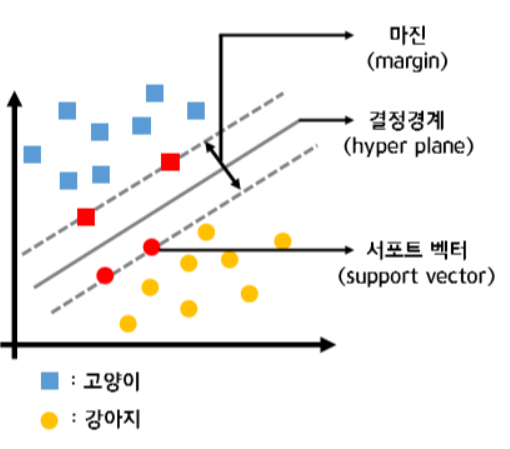 마진
(margin)
결정경계
(hyper plane)
서포트 벡터
(support vector)
: 고양이
: 강아지